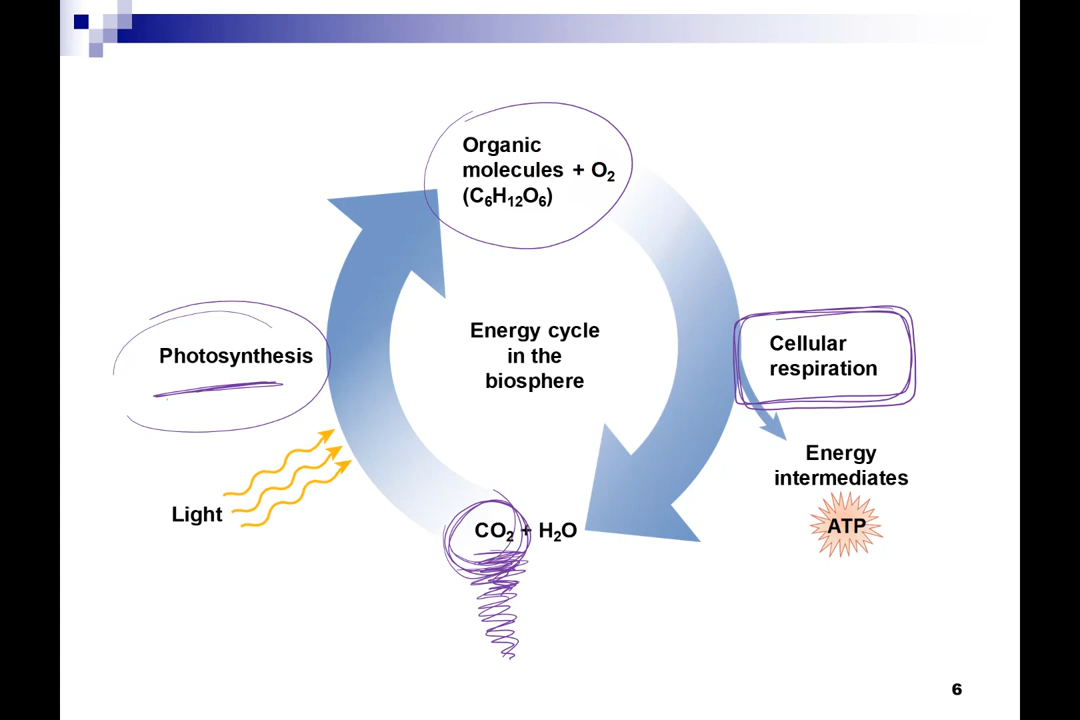 Organic
molecules + O₂
(C₆H₁₂O₆)
Energy cycle
in the
biosphere
Photosynthesis
Cellular
respiration
Energy
intermediates
ATP
Light
CO₂ + H₂O
6